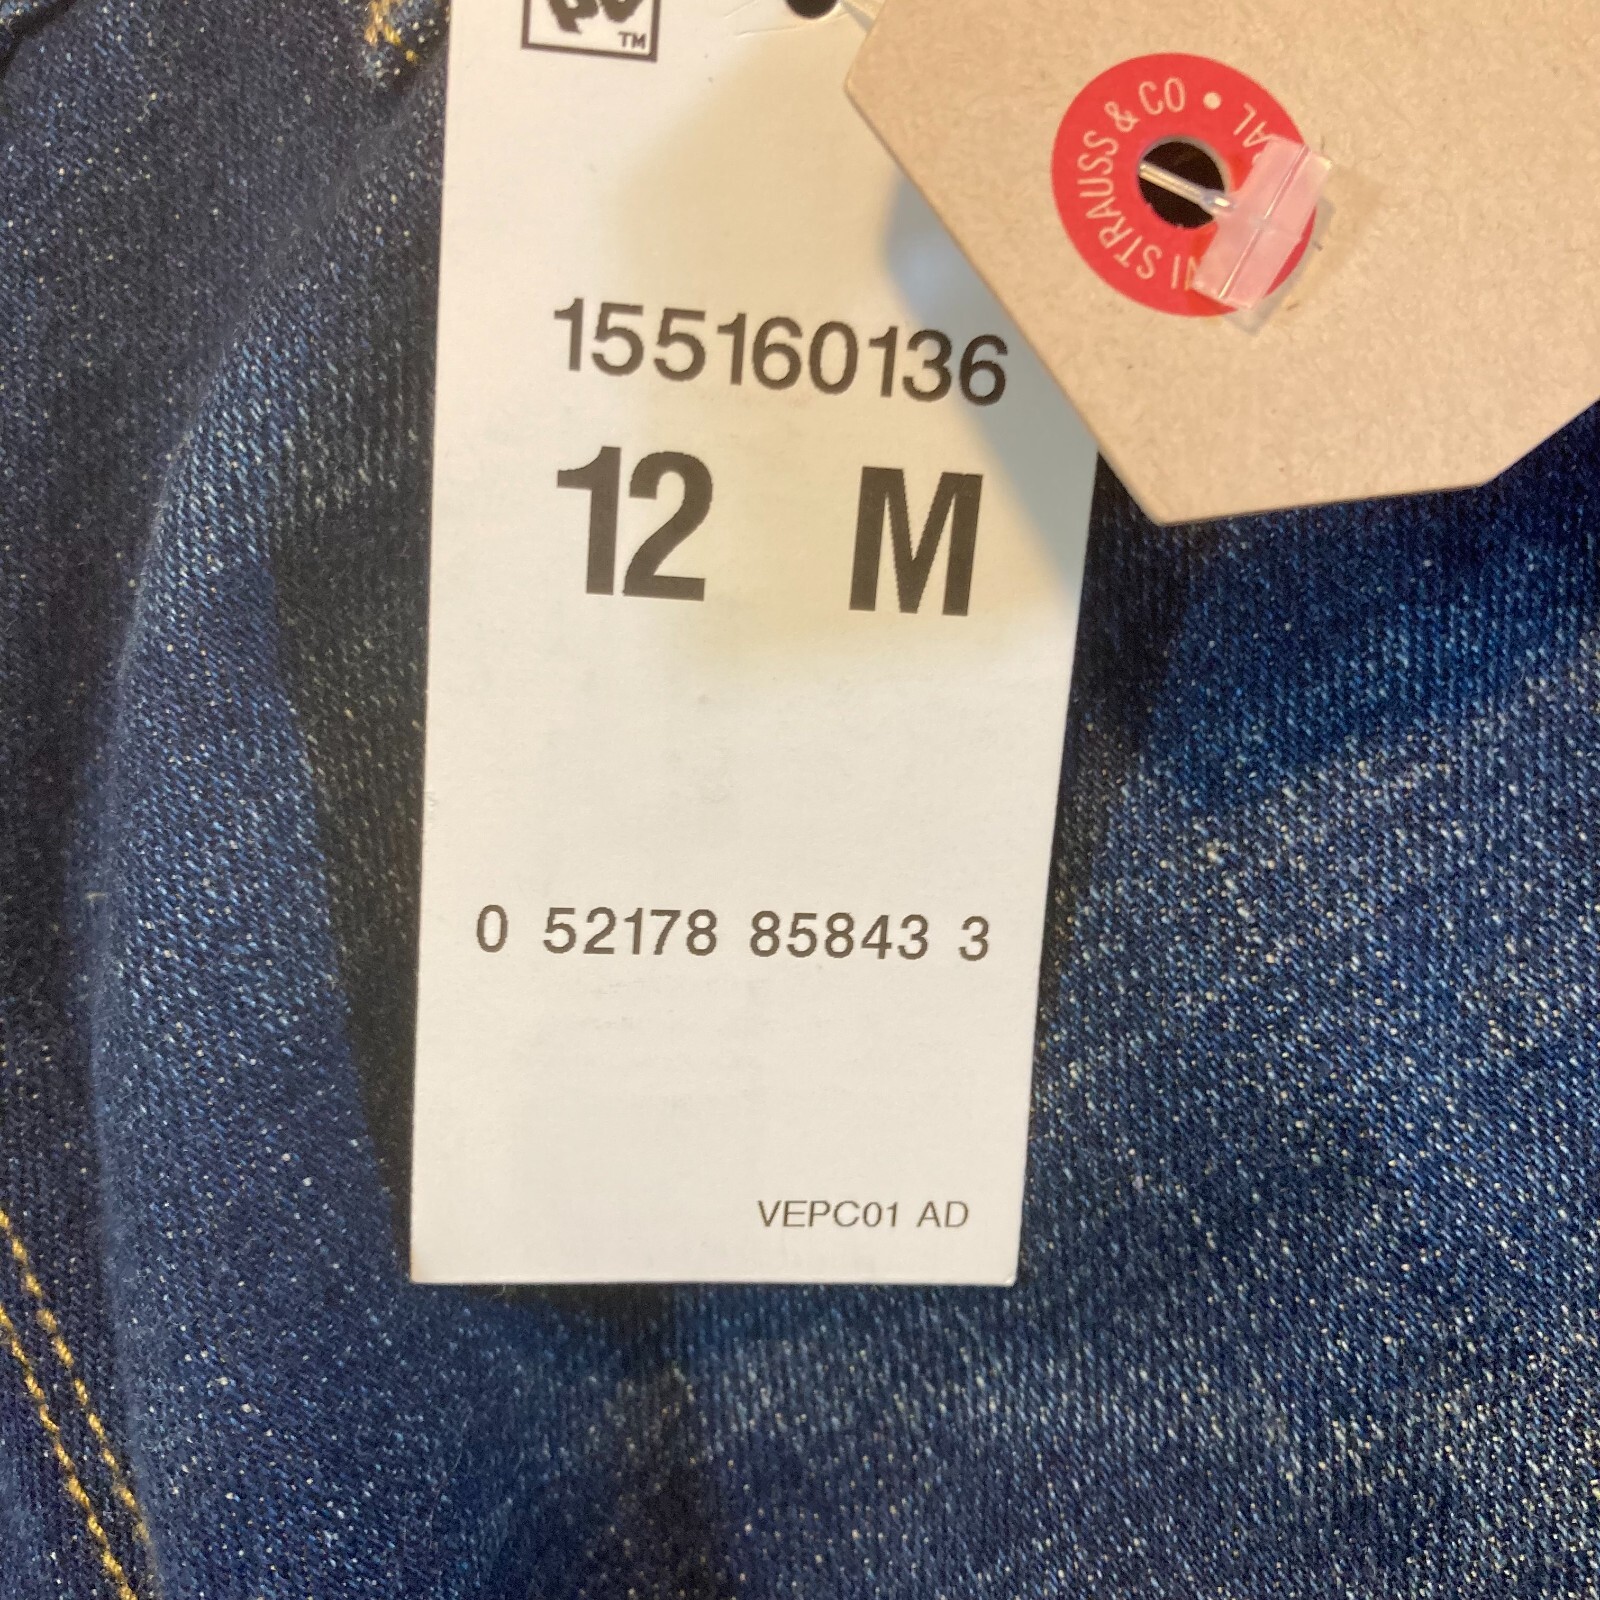 TM
STRAUSS & CO •
155160136
12 M
0 52178 85843 3
VEPC01 AD